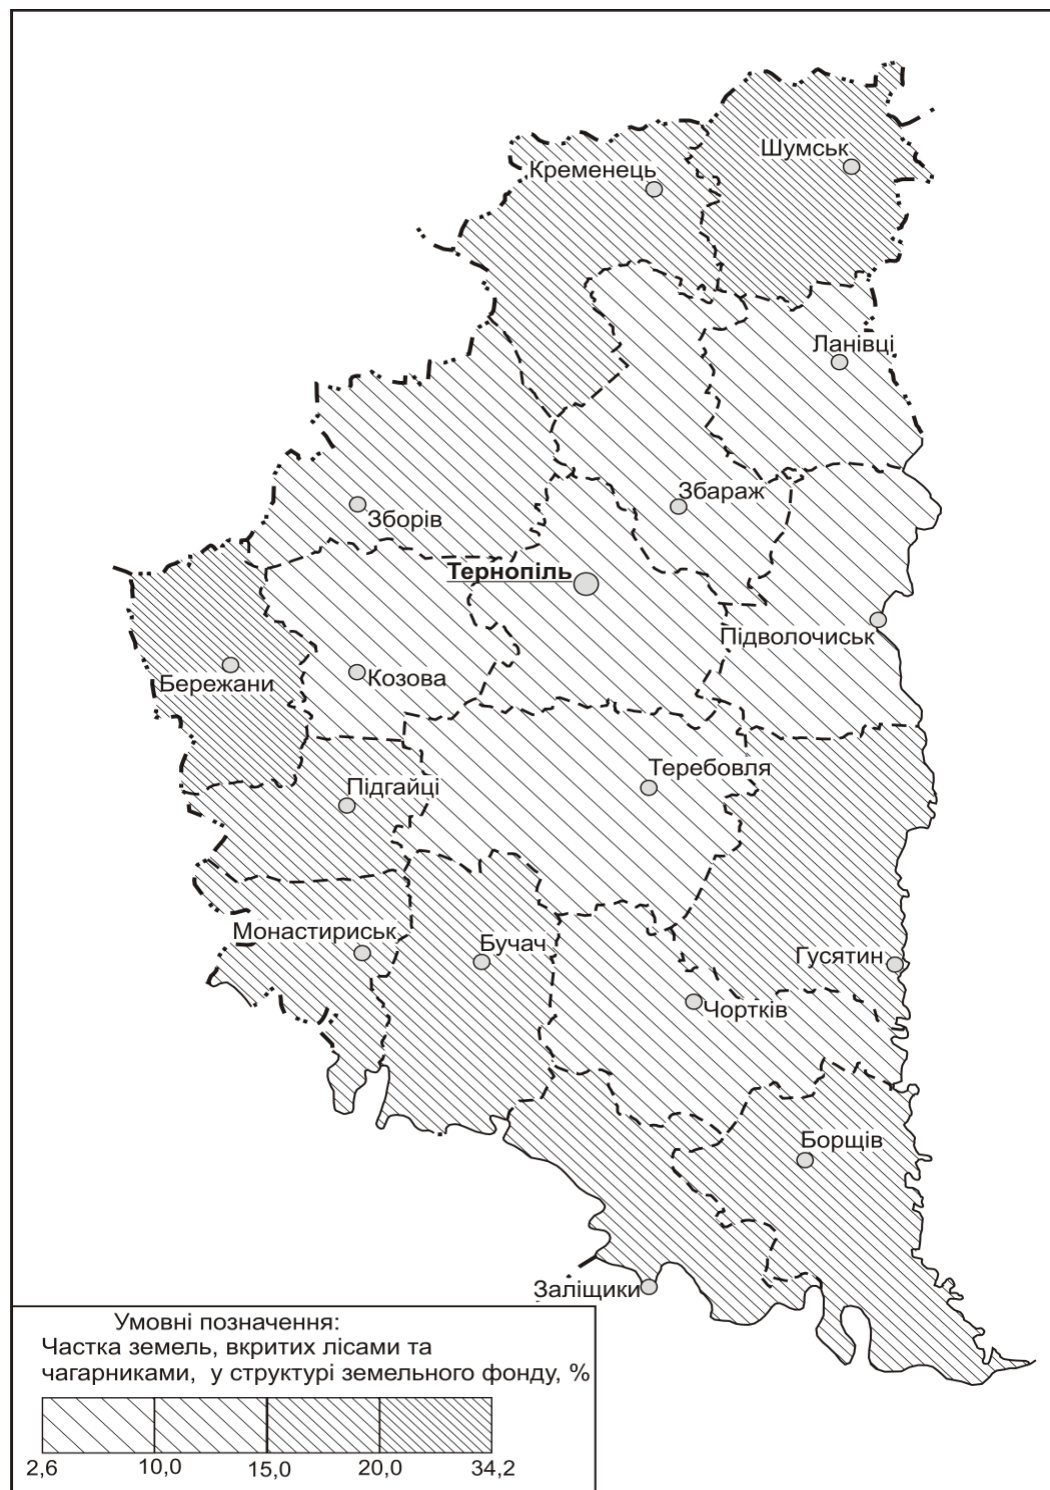 Шумськ
Кременець
Ланівці
Збараж
Зборів
Тернопіль
Підволочиськ
Козова
Бережани
Теребовля
Підгайці
Монастириськ
Бучач
Гусятин
Чортків
Борщів
Заліщики
Умовні позначення:
Частка земель, вкритих лісами та
чагарниками, у структурі земельного фонду, %
2,6 10,0 15,0 20,0 34,2